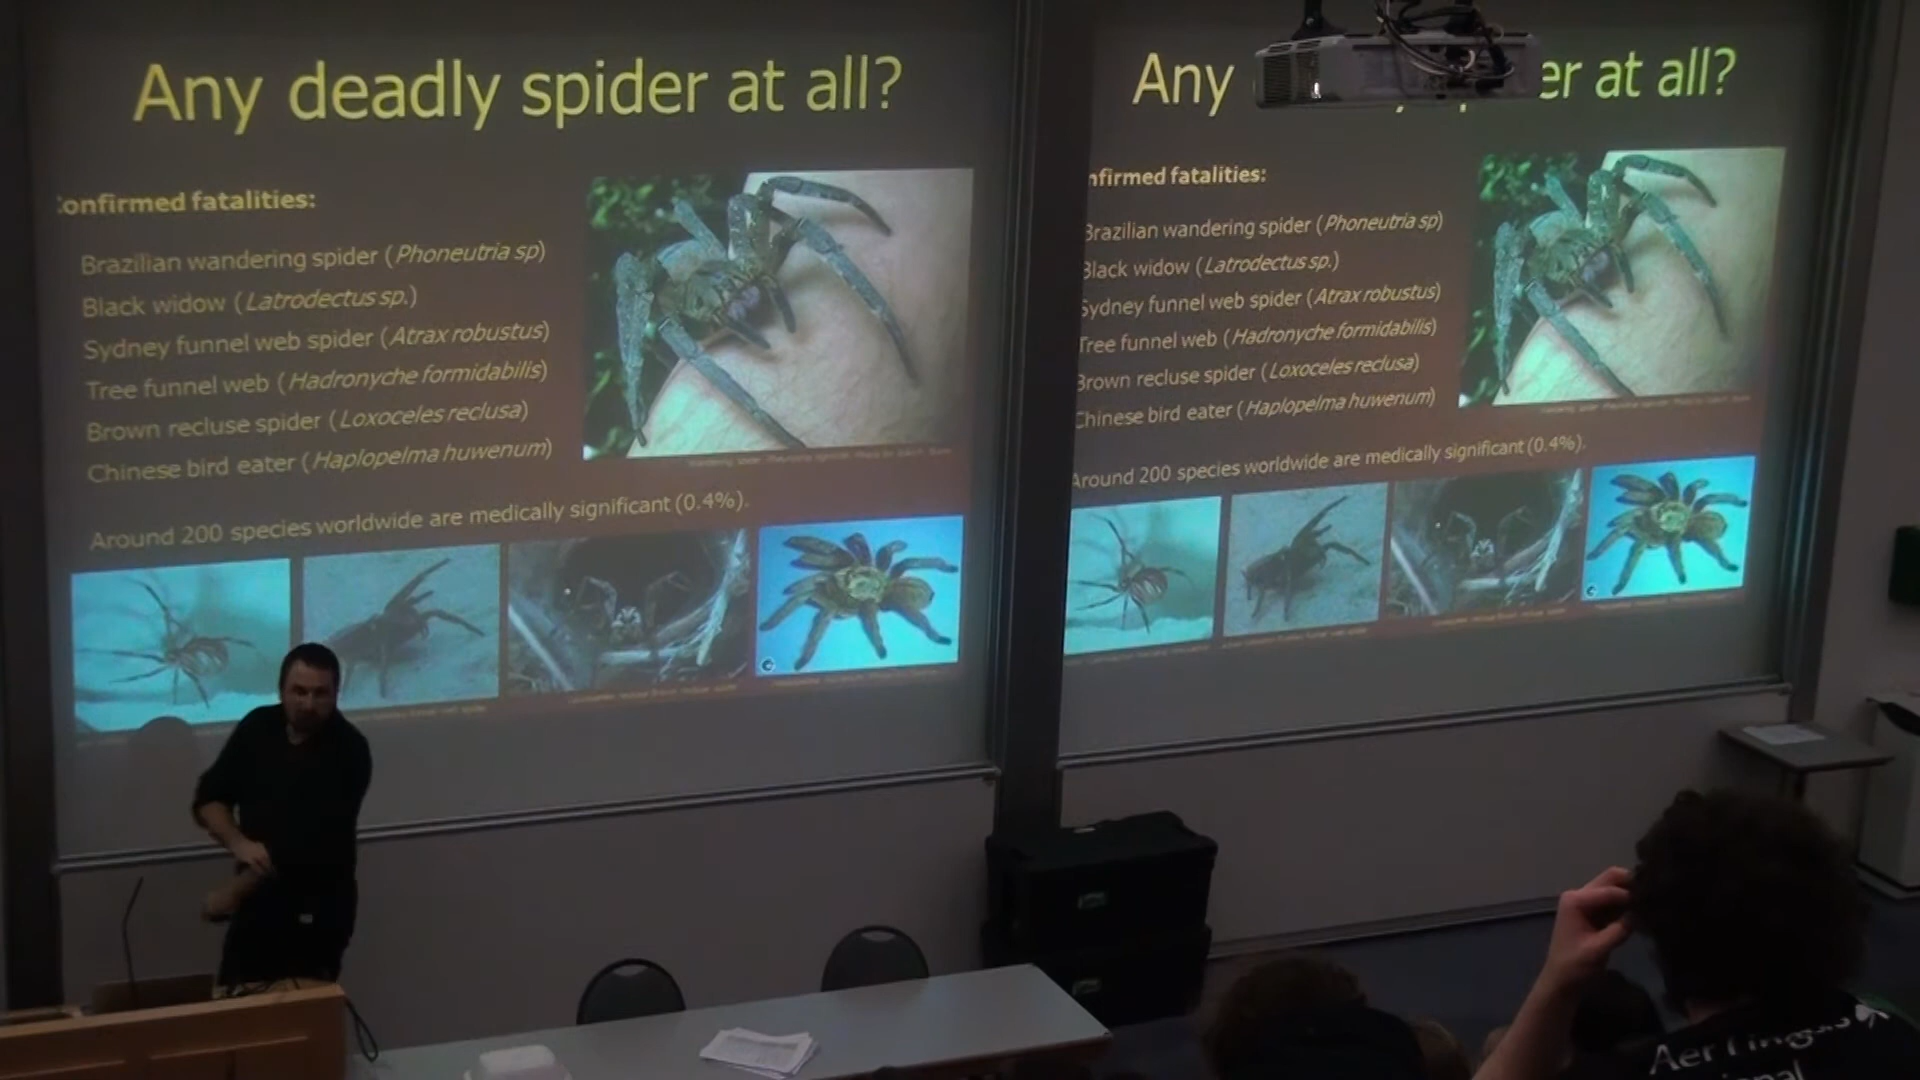 Any deadly spider at all?
onfirmed fatalities:
Brazilian wandering spider (Phoneutria sp)
Black widow (Latrodectus sp.)
Sydney funnel web spider (Atrax robustus)
Tree funnel web (Hadronyche formidabilis)
Brown recluse spider (Loxoceles reclusa)
Chinese bird eater (Haplopelma huwenum)
Around 200 species worldwide are medically significant (0.4%).
Any er at all?
nfirmed fatalities:
Brazilian wandering spider (Phoneutria sp)
Black widow (Latrodectus sp.)
Sydney funnel web spider (Atrax robustus)
Tree funnel web (Hadronyche formidabilis)
Brown recluse spider (Loxoceles reclusa)
Chinese bird eater (Haplopelma huwenum)
Around 200 species worldwide are medically significant (0.4%).
Aer Lingus